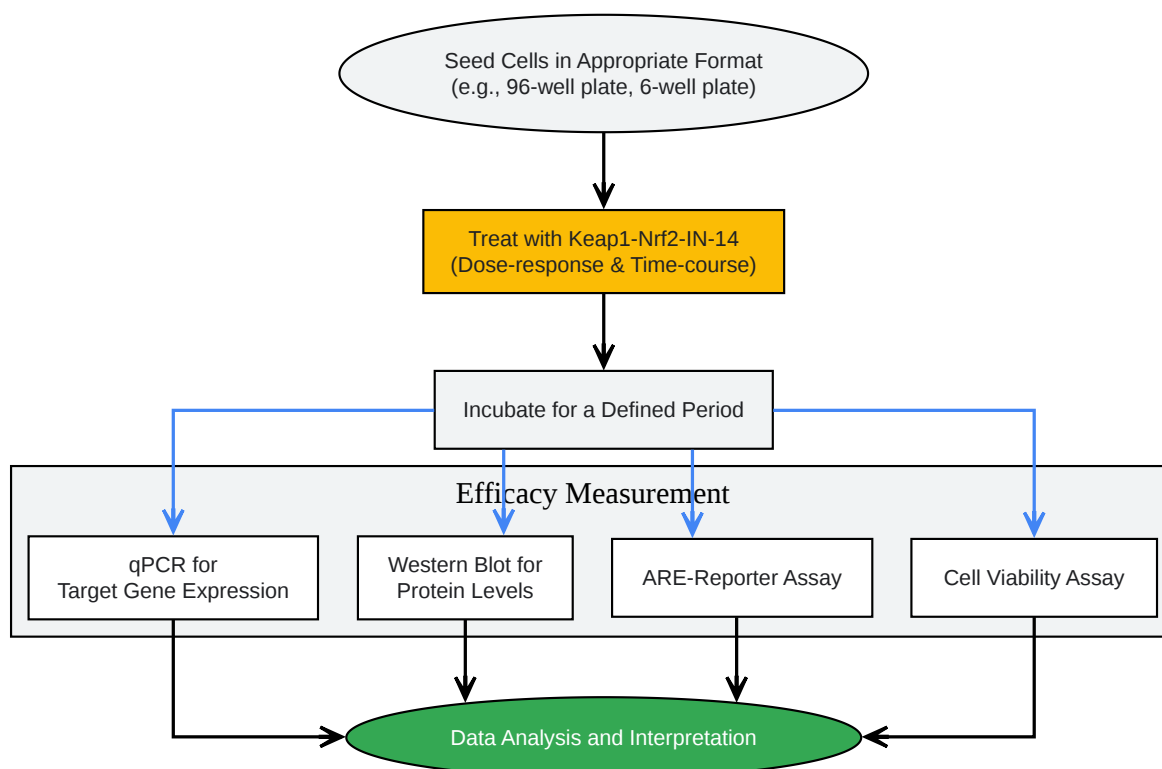 Seed Cells in Appropriate Format
(e.g., 96-well plate, 6-well plate)
Treat with Keap1-Nrf2-IN-14
(Dose-response & Time-course)
Incubate for a Defined Period
Efficacy Measurement
qPCR for
Target Gene Expression
Western Blot for
Protein Levels
ARE-Reporter Assay
Cell Viability Assay
Data Analysis and Interpretation